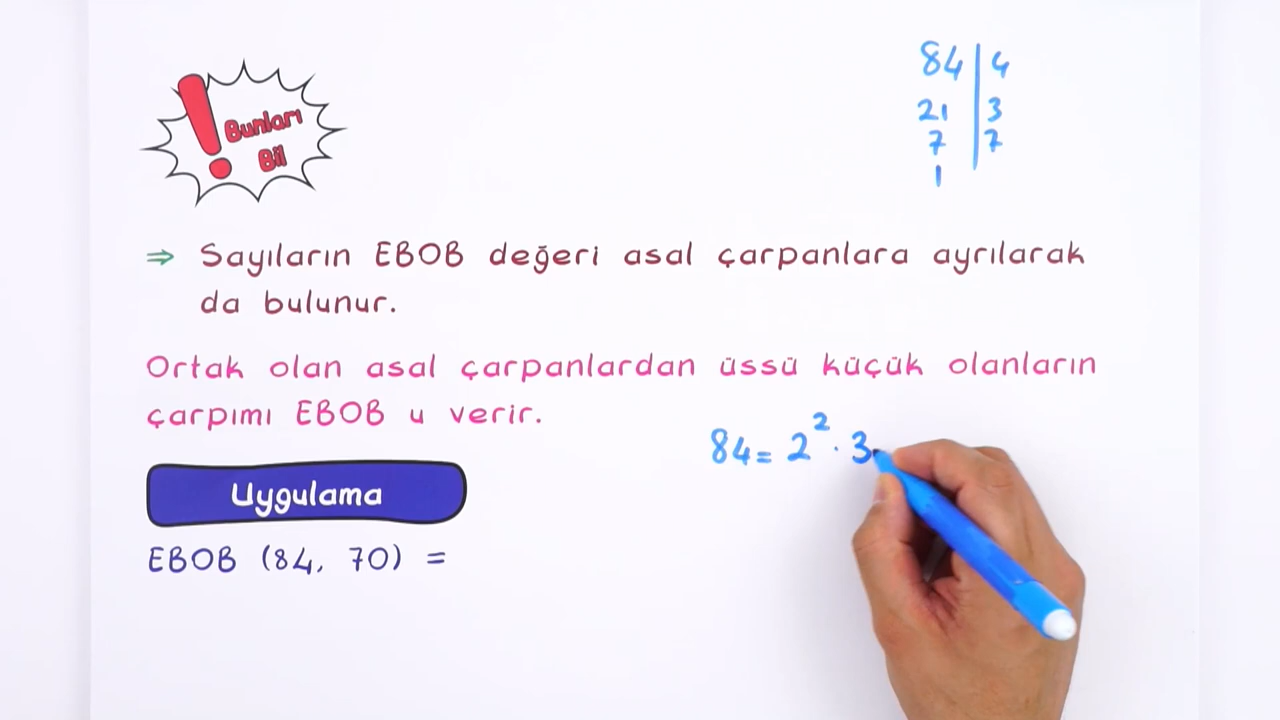 Bunları
Bil
84 | 4
21 | 3
7 | 7
1
⇒ Sayıların EBOB değeri asal çarpanlara ayrılarak
da bulunur.
Ortak olan asal çarpanlardan üssü küçük olanların
çarpımı EBOB u verir.
84 = 2² · 3
Uygulama
EBOB (84, 70) =